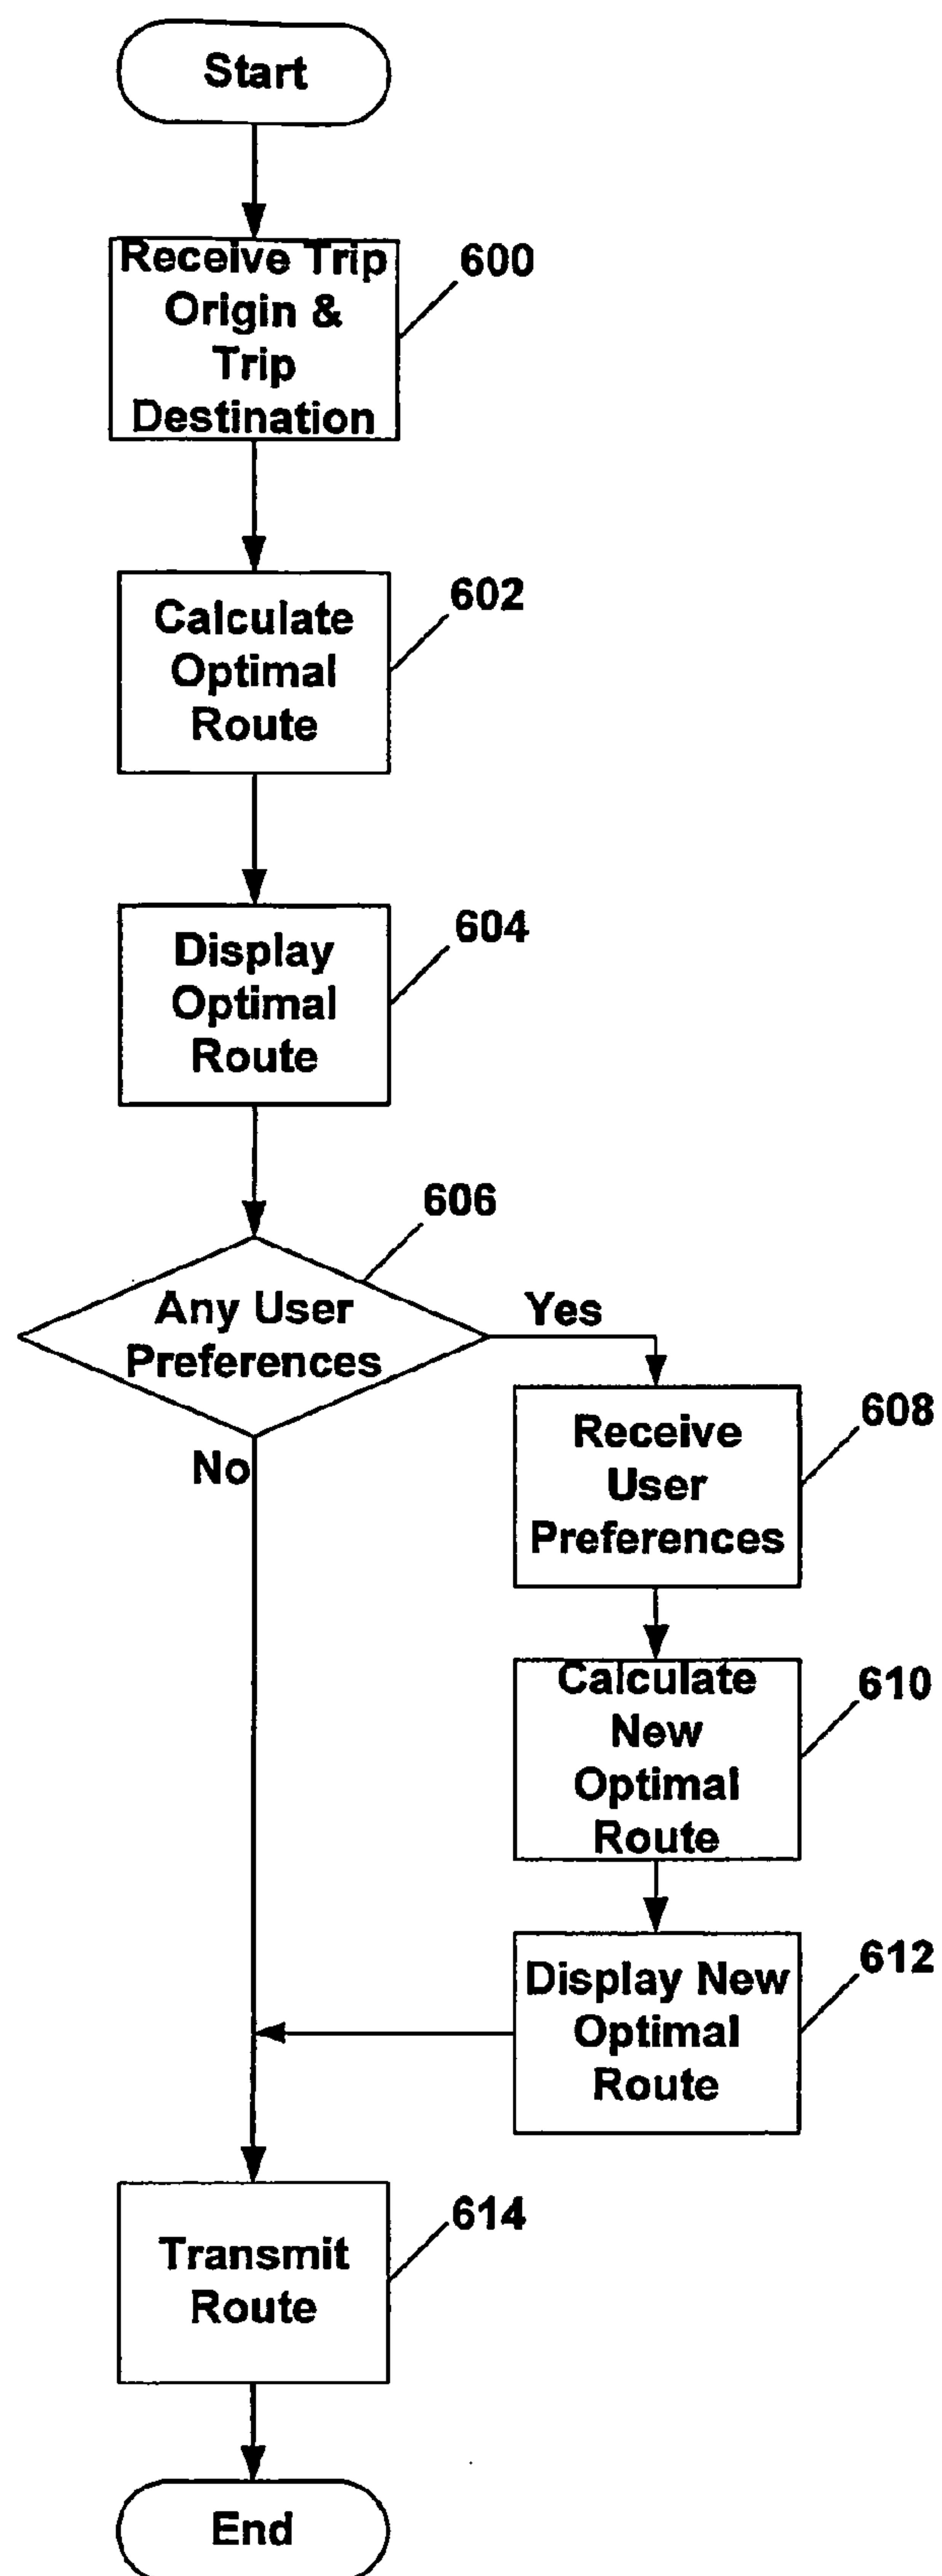 Start
Receive Trip
Origin &
Trip
Destination
600
Calculate
Optimal
Route
602
Display
Optimal
Route
604
606
Any User
Preferences
Yes
No
Receive
User
Preferences
608
Calculate
New
Optimal
Route
610
Display New
Optimal
Route
612
Transmit
Route
614
End